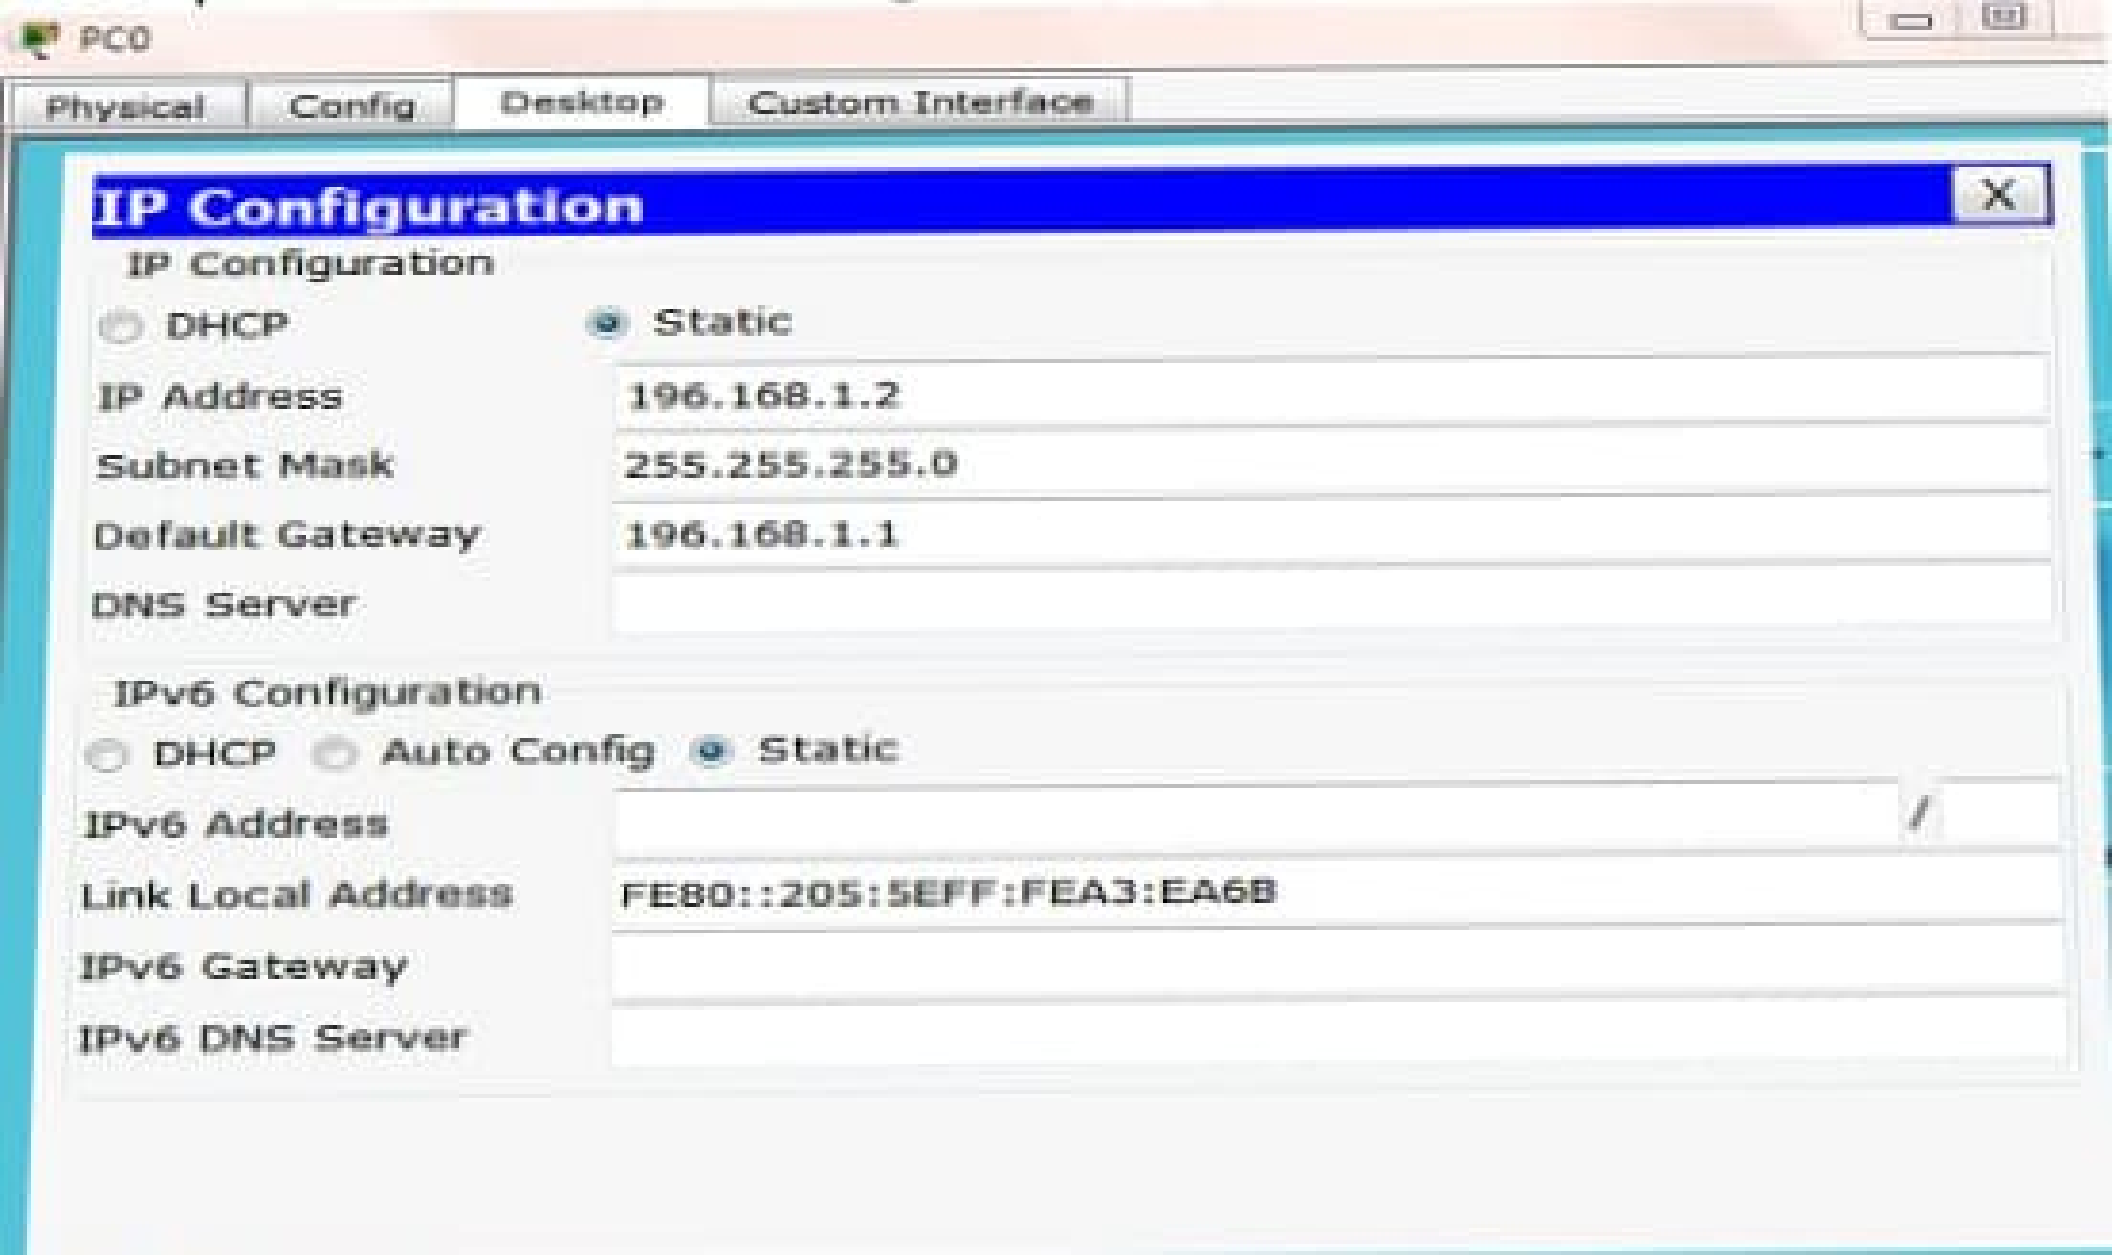 PC0
Physical Config Desktop Custom Interface
IP Configuration X
IP Configuration
DHCP Static
IP Address 196.168.1.2
Subnet Mask 255.255.255.0
Default Gateway 196.168.1.1
DNS Server
IPv6 Configuration
DHCP Auto Config Static
IPv6 Address /
Link Local Address FE80::205:5EFF:FEA3:EA6B
IPv6 Gateway
IPv6 DNS Server